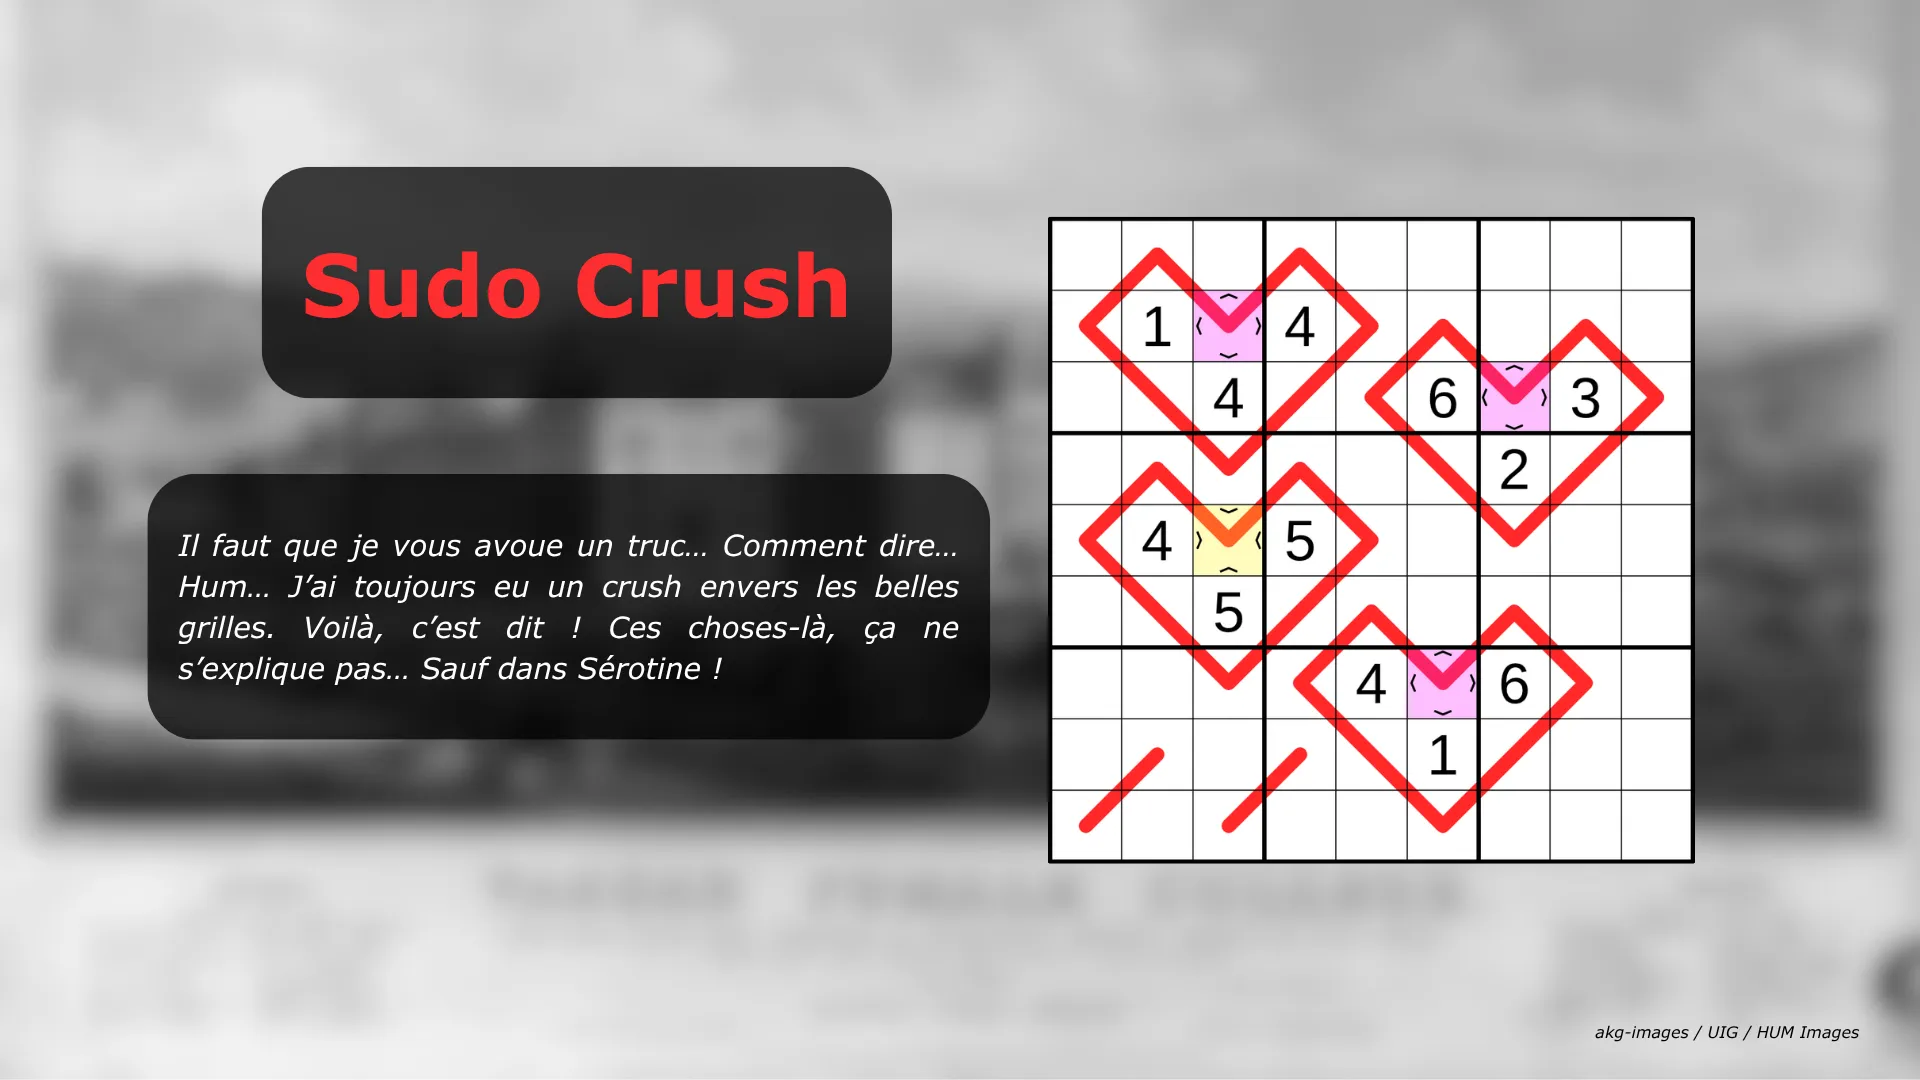 Sudo Crush
Il faut que je vous avoue un truc... Comment dire...
Hum... J’ai toujours eu un crush envers les belles
grilles. Voilà, c’est dit ! Ces choses-là, ça ne
s’explique pas... Sauf dans Sérotine !
1 4
4 6 3
2
4 5
5
4 6
1
akg-images / UIG / HUM Images